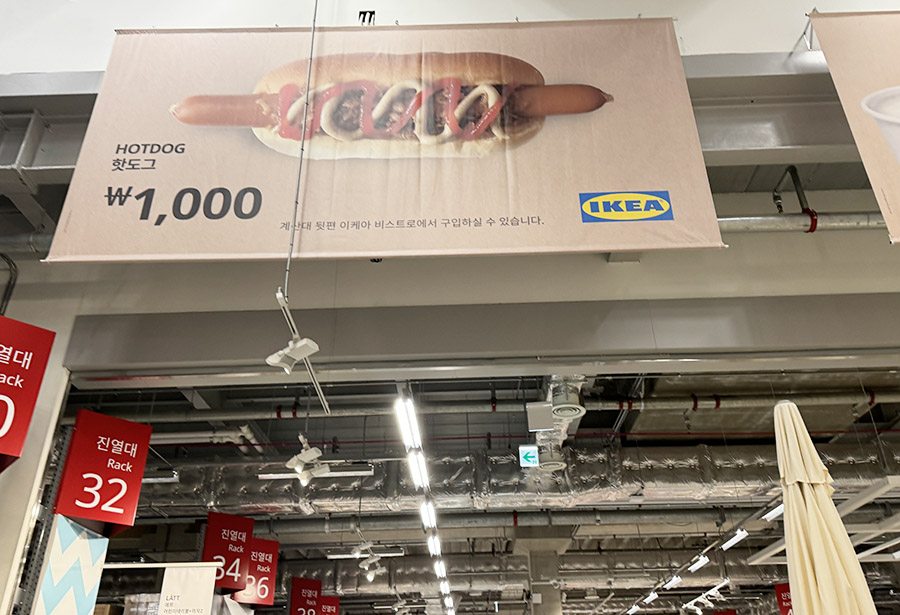 HOTDOG
핫도그
₩1,000
계산대 뒷편 이케아 비스트로에서 구입하실 수 있습니다.
IKEA
진열대
Rack
32
진열대
Rack
34
진열대
Rack
36
LÄTT